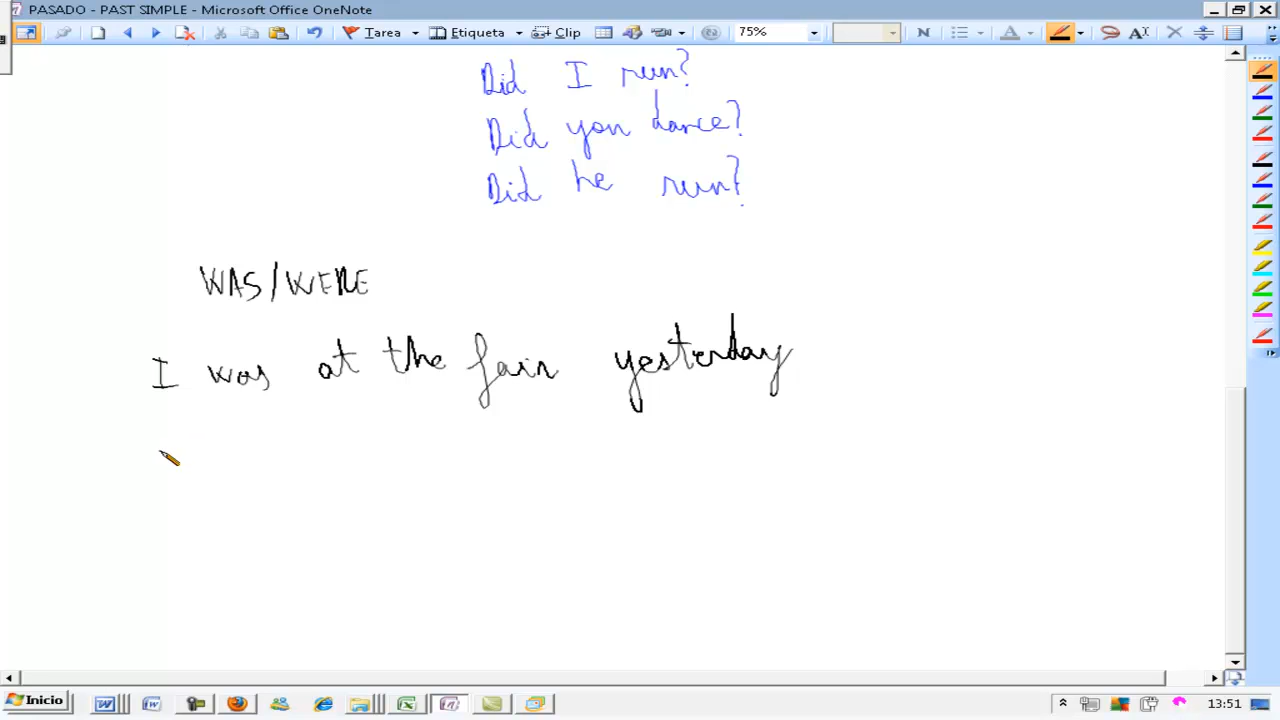 PASADO - PAST SIMPLE - Microsoft Office OneNote
Tarea Etiqueta Clip 75% N A A
Did I run?
Did you dance?
Did he run?
WAS/WERE
I was at the fair yesterday
Inicio 13:51